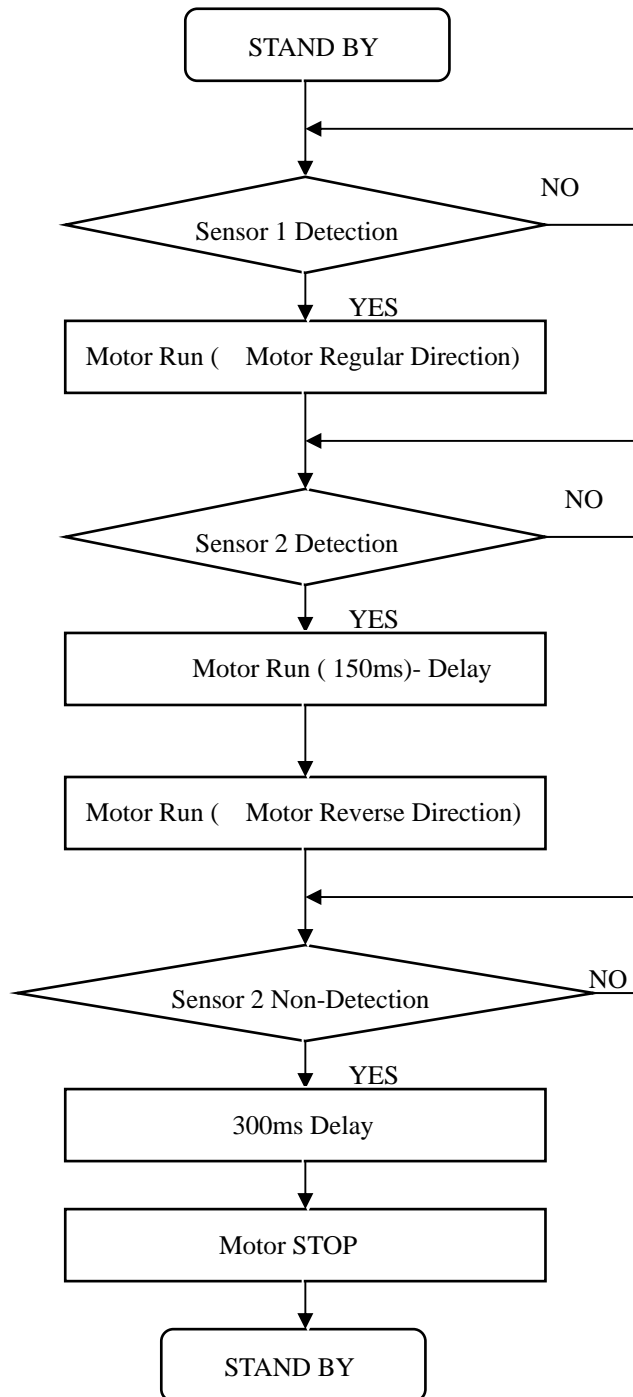 STAND BY
NO
Sensor 1 Detection
YES
Motor Run ( Motor Regular Direction)
NO
Sensor 2 Detection
YES
Motor Run ( 150ms)- Delay
Motor Run ( Motor Reverse Direction)
NO
Sensor 2 Non-Detection
YES
300ms Delay
Motor STOP
STAND BY